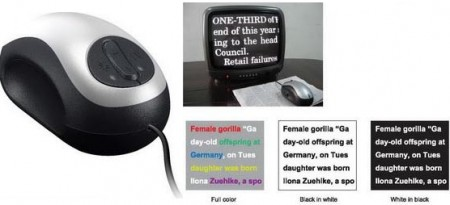 ONE-THIRD of
end of this year
ing to the head
Council.
Retail failures
Female gorilla "Ga
day-old offspring at
Germany, on Tues
daughter was born
Ilona Zuehlke, a spo
Full color
Female gorilla "Ga
day-old offspring at
Germany, on Tues
daughter was born
Ilona Zuehlke, a spo
Black in white
Female gorilla "Ga
day-old offspring at
Germany, on Tues
daughter was born
Ilona Zuehlke, a spo
White in black